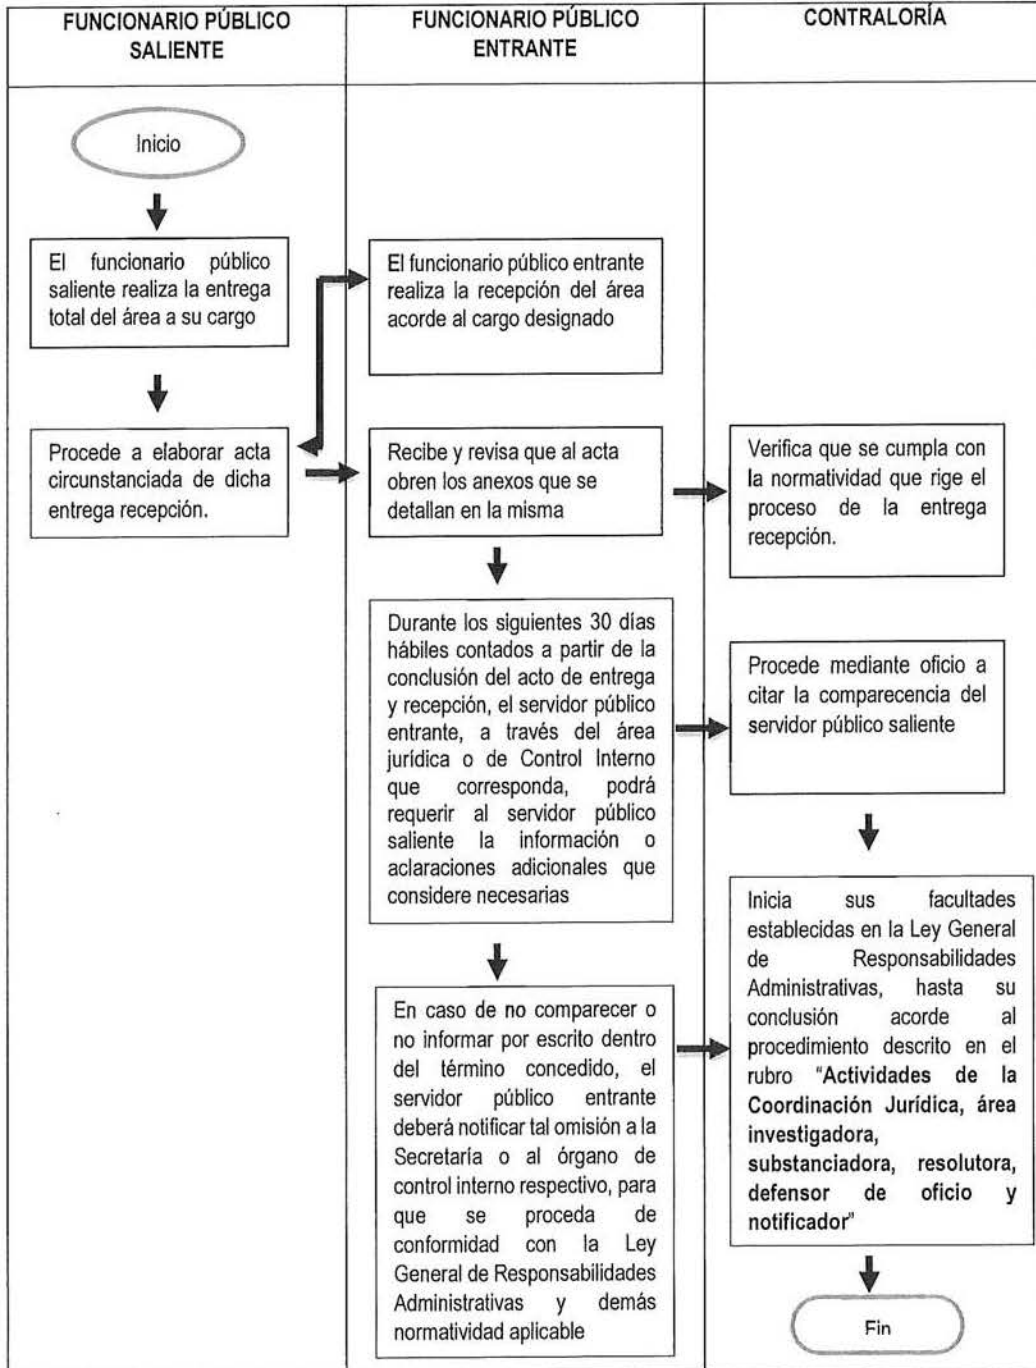 FUNCIONARIO PÚBLICO
SALIENTE
FUNCIONARIO PÚBLICO
ENTRANTE
CONTRALORÍA
Inicio
El funcionario público
saliente realiza la entrega
total del área a su cargo
El funcionario público entrante
realiza la recepción del área
acorde al cargo designado
Procede a elaborar acta
circunstanciada de dicha
entrega recepción.
Recibe y revisa que al acta
obren los anexos que se
detallan en la misma
Verifica que se cumpla con
la normatividad que rige el
proceso de la entrega
recepción.
Durante los siguientes 30 días
hábiles contados a partir de la
conclusión del acto de entrega
y recepción, el servidor público
entrante, a través del área
jurídica o de Control Interno
que corresponda, podrá
requerir al servidor público
saliente la información o
aclaraciones adicionales que
considere necesarias
Procede mediante oficio a
citar la comparecencia del
servidor público saliente
En caso de no comparecer o
no informar por escrito dentro
del término concedido, el
servidor público entrante
deberá notificar tal omisión a la
Secretaría o al órgano de
control interno respectivo, para
que se proceda de
conformidad con la Ley
General de Responsabilidades
Administrativas y demás
normatividad aplicable
Inicia sus facultades
establecidas en la Ley General
de Responsabilidades
Administrativas, hasta su
conclusión acorde al
procedimiento descrito en el
rubro "Actividades de la
Coordinación Jurídica, área
investigadora,
substanciadora, resolutora,
defensor de oficio y
notificador"
Fin